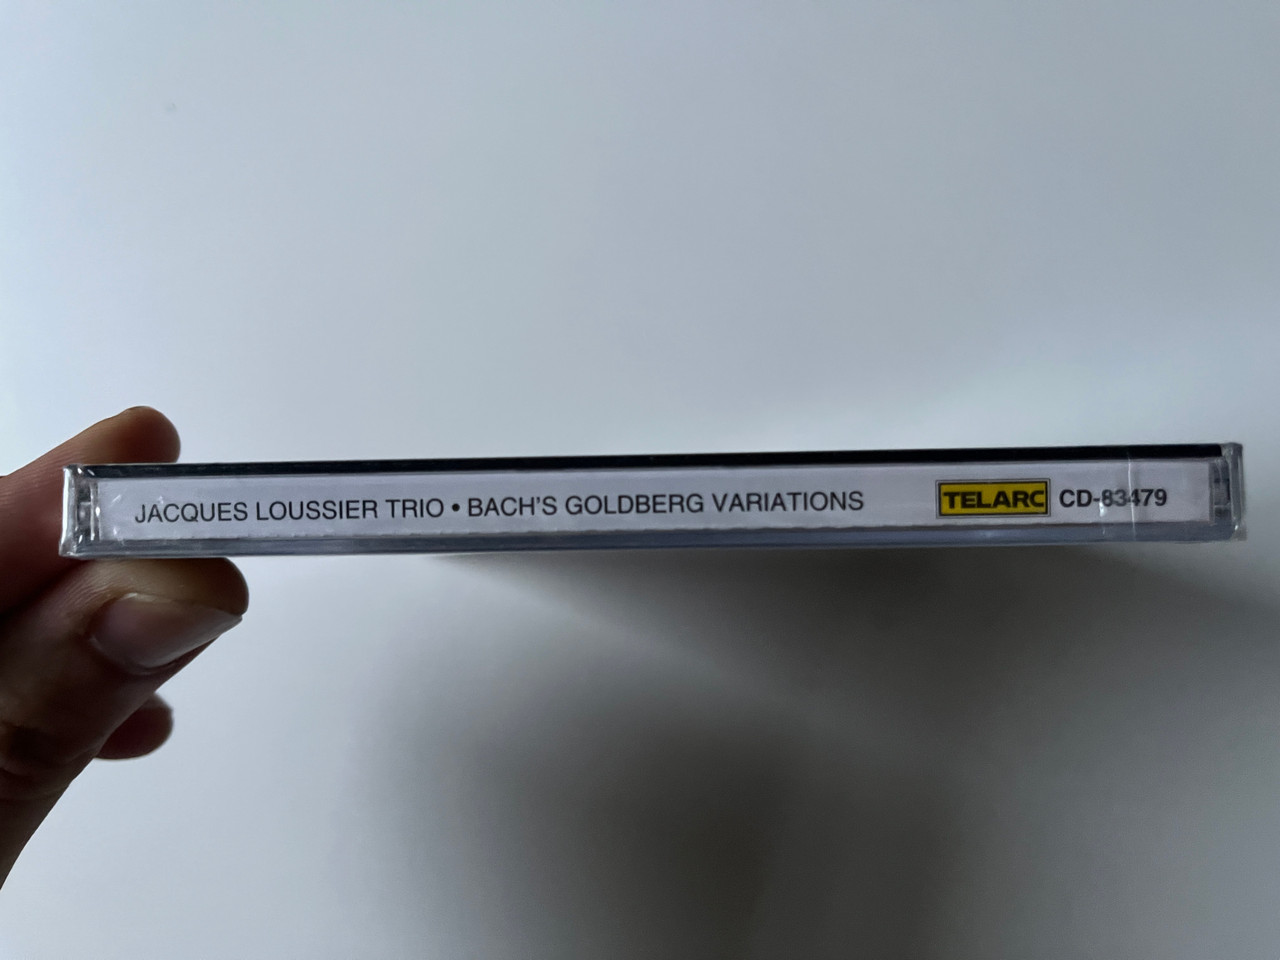 JACQUES LOUSSIER TRIO • BACH'S GOLDBERG VARIATIONS TELARC CD-83479